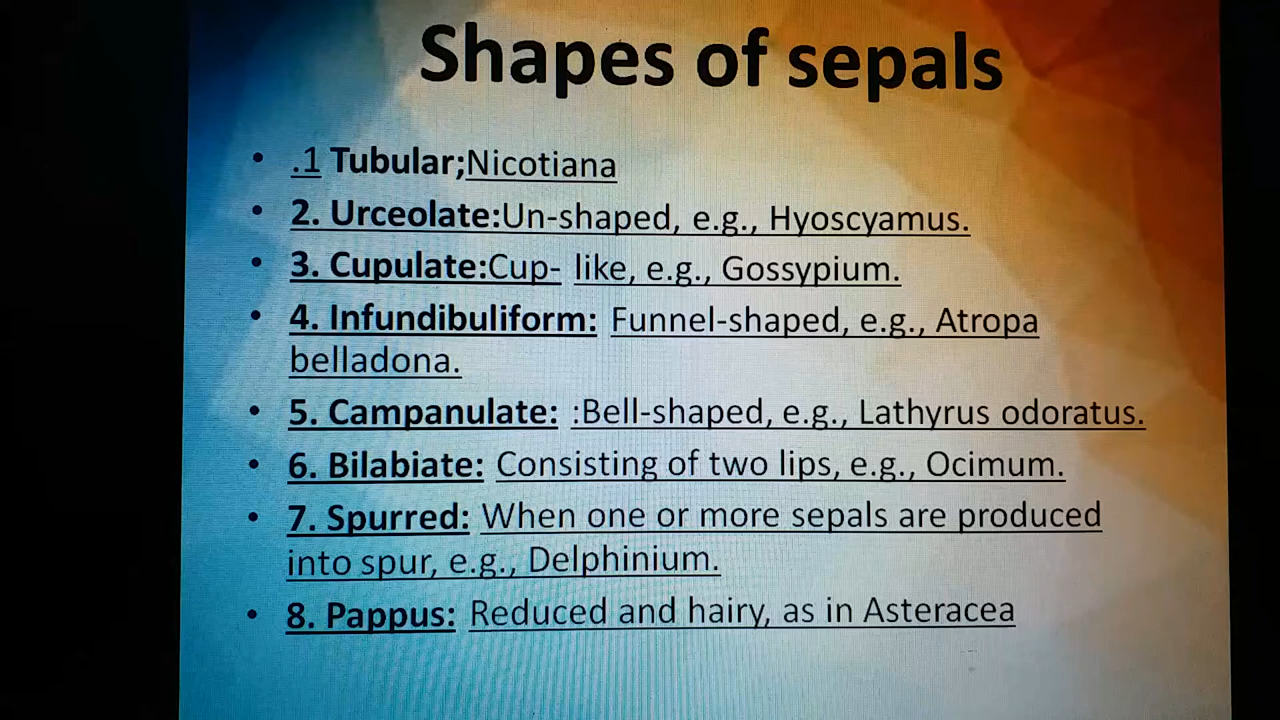 Shapes of sepals
• .1 Tubular;Nicotiana
• 2. Urceolate:Un-shaped, e.g., Hyoscyamus.
• 3. Cupulate:Cup- like, e.g., Gossypium.
• 4. Infundibuliform: Funnel-shaped, e.g., Atropa
belladona.
• 5. Campanulate: :Bell-shaped, e.g., Lathyrus odoratus.
• 6. Bilabiate: Consisting of two lips, e.g., Ocimum.
• 7. Spurred: When one or more sepals are produced
into spur, e.g., Delphinium.
• 8. Pappus: Reduced and hairy, as in Asteracea